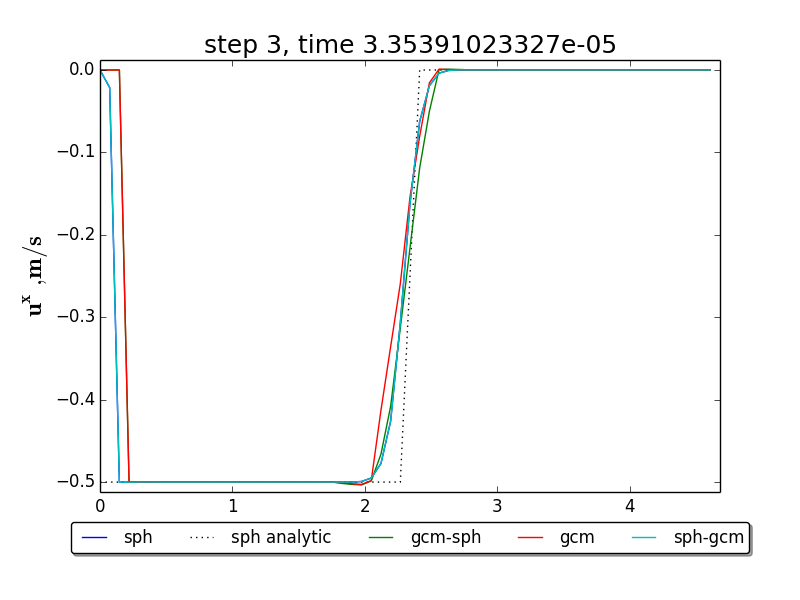 step 3, time 3.35391023327e-05
0.0
−0.1
−0.2
−0.3
−0.4
−0.5
u^x ,m/s
0 1 2 3 4
sph sph analytic gcm-sph gcm sph-gcm